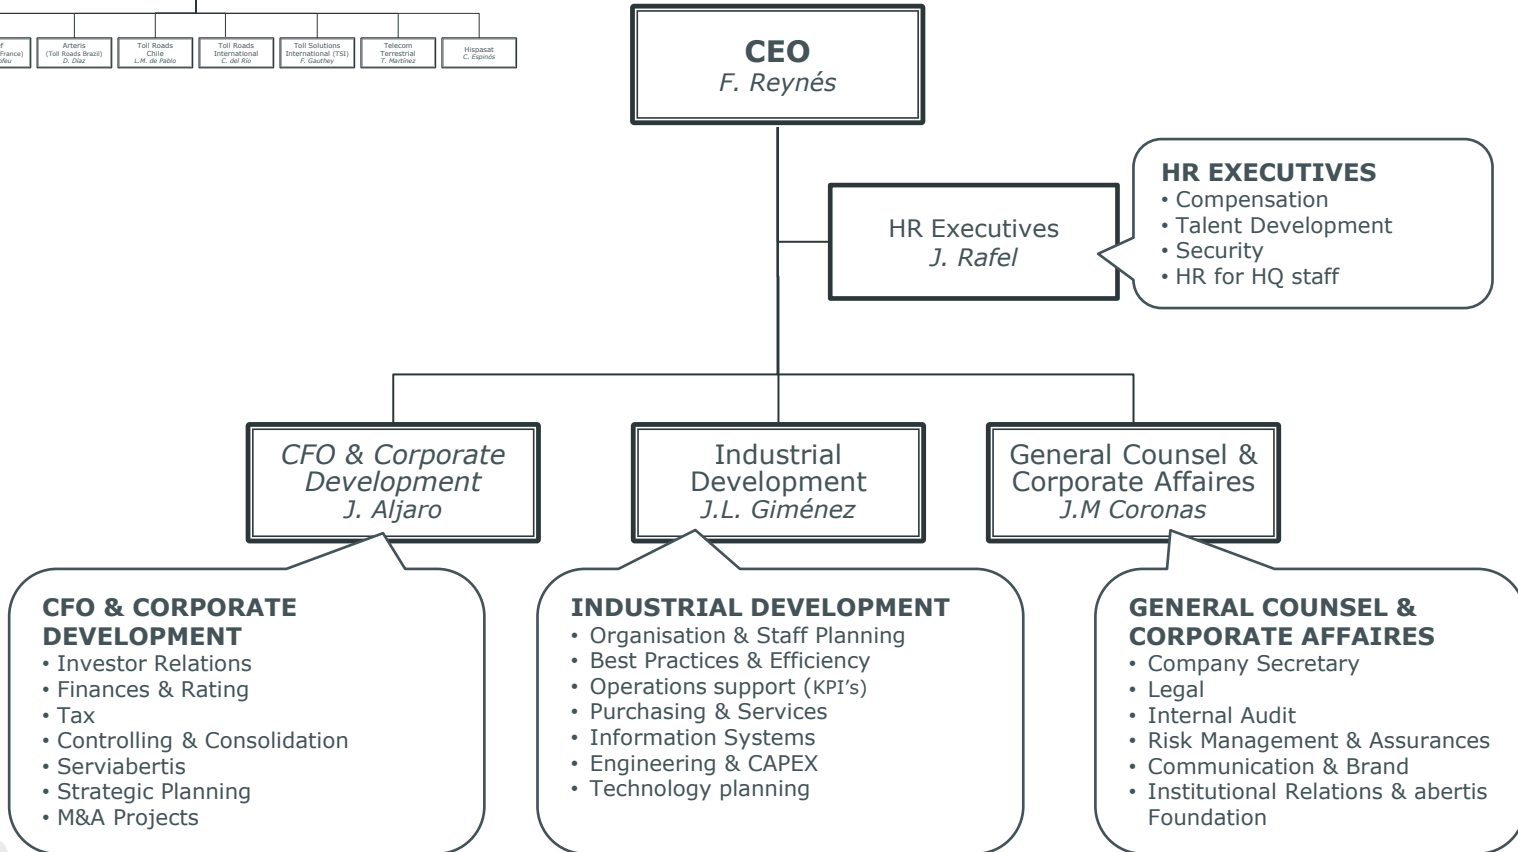 France)
Arteris
(Toll Roads Brazil)
D. Díaz
Toll Roads
Chile
L.M. de Pablo
Toll Roads
International
C. del Río
Toll Solutions
International (TSI)
F. Gauthey
Telecom
Terrestrial
T. Martínez
Hispasat
C. Espinós
CEO
F. Reynés
HR Executives
J. Rafel
HR EXECUTIVES
• Compensation
• Talent Development
• Security
• HR for HQ staff
CFO & Corporate
Development
J. Aljaro
Industrial
Development
J.L. Giménez
General Counsel &
Corporate Affaires
J.M Coronas
CFO & CORPORATE
DEVELOPMENT
• Investor Relations
• Finances & Rating
• Tax
• Controlling & Consolidation
• Serviabertis
• Strategic Planning
• M&A Projects
INDUSTRIAL DEVELOPMENT
• Organisation & Staff Planning
• Best Practices & Efficiency
• Operations support (KPI's)
• Purchasing & Services
• Information Systems
• Engineering & CAPEX
• Technology planning
GENERAL COUNSEL &
CORPORATE AFFAIRES
• Company Secretary
• Legal
• Internal Audit
• Risk Management & Assurances
• Communication & Brand
• Institutional Relations & abertis
Foundation